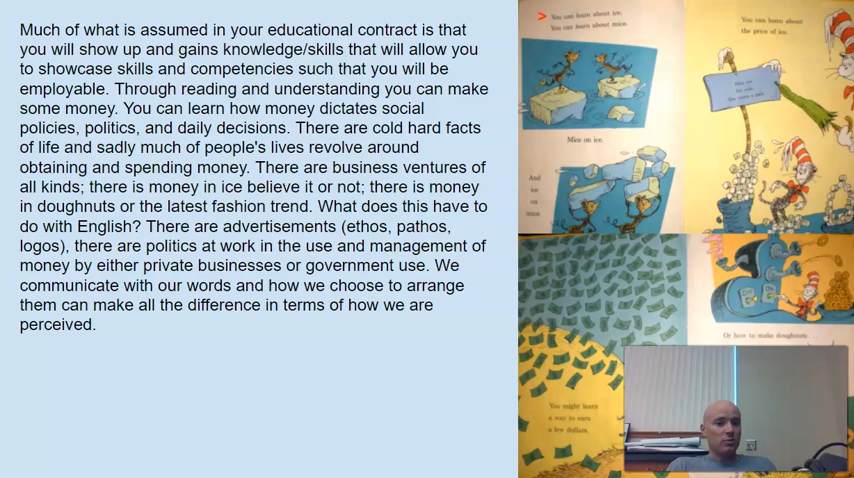 Much of what is assumed in your educational contract is that
you will show up and gains knowledge/skills that will allow you
to showcase skills and competencies such that you will be
employable. Through reading and understanding you can make
some money. You can learn how money dictates social
policies, politics, and daily decisions. There are cold hard facts
of life and sadly much of people's lives revolve around
obtaining and spending money. There are business ventures of
all kinds; there is money in ice believe it or not; there is money
in doughnuts or the latest fashion trend. What does this have to
do with English? There are advertisements (ethos, pathos,
logos), there are politics at work in the use and management of
money by either private businesses or government use. We
communicate with our words and how we choose to arrange
them can make all the difference in terms of how we are
perceived.
You can learn about ice.
You can learn about mice.
Mice on ice.
And
ice
on
mice.
You can learn about
the price of ice.
You might learn
a way to earn
a few dollars.
Or how to make doughnuts . . .